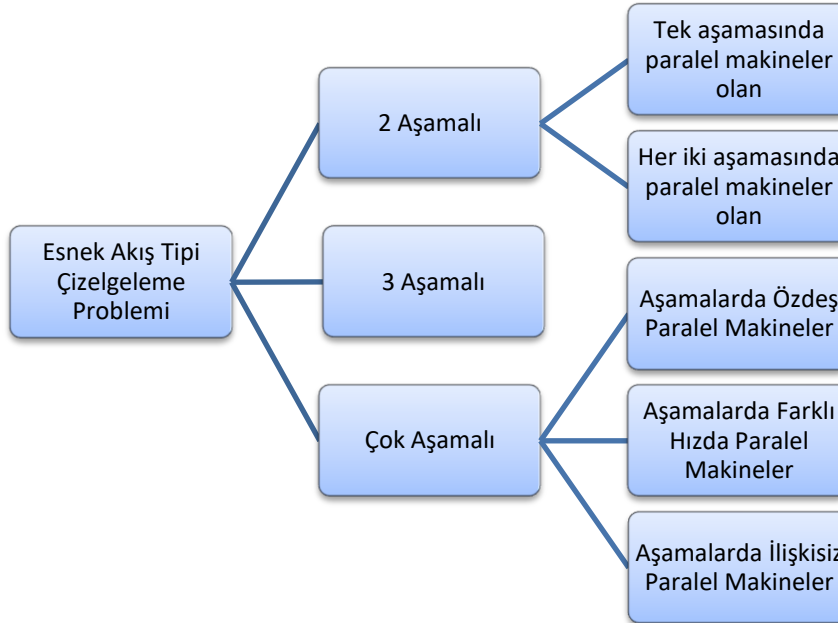 Esnek Akış Tipi
Çizelgeleme
Problemi
2 Aşamalı
Tek aşamasında
paralel makineler
olan
Her iki aşamasında
paralel makineler
olan
3 Aşamalı
Çok Aşamalı
Aşamalarda Özdeş
Paralel Makineler
Aşamalarda Farklı
Hızda Paralel
Makineler
Aşamalarda İlişkisiz
Paralel Makineler